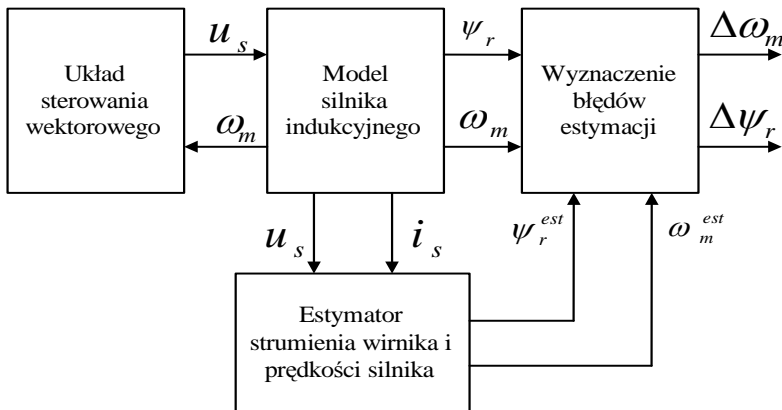 u_s
ψ_r
Δω_m
Układ
sterowania
wektorowego
Model
silnika
indukcyjnego
Wyznaczenie
błędów
estymacji
ω_m
ω_m
Δψ_r
u_s
i_s
ψ_r^est
ω_m^est
Estymator
strumienia wirnika i
prędkości silnika